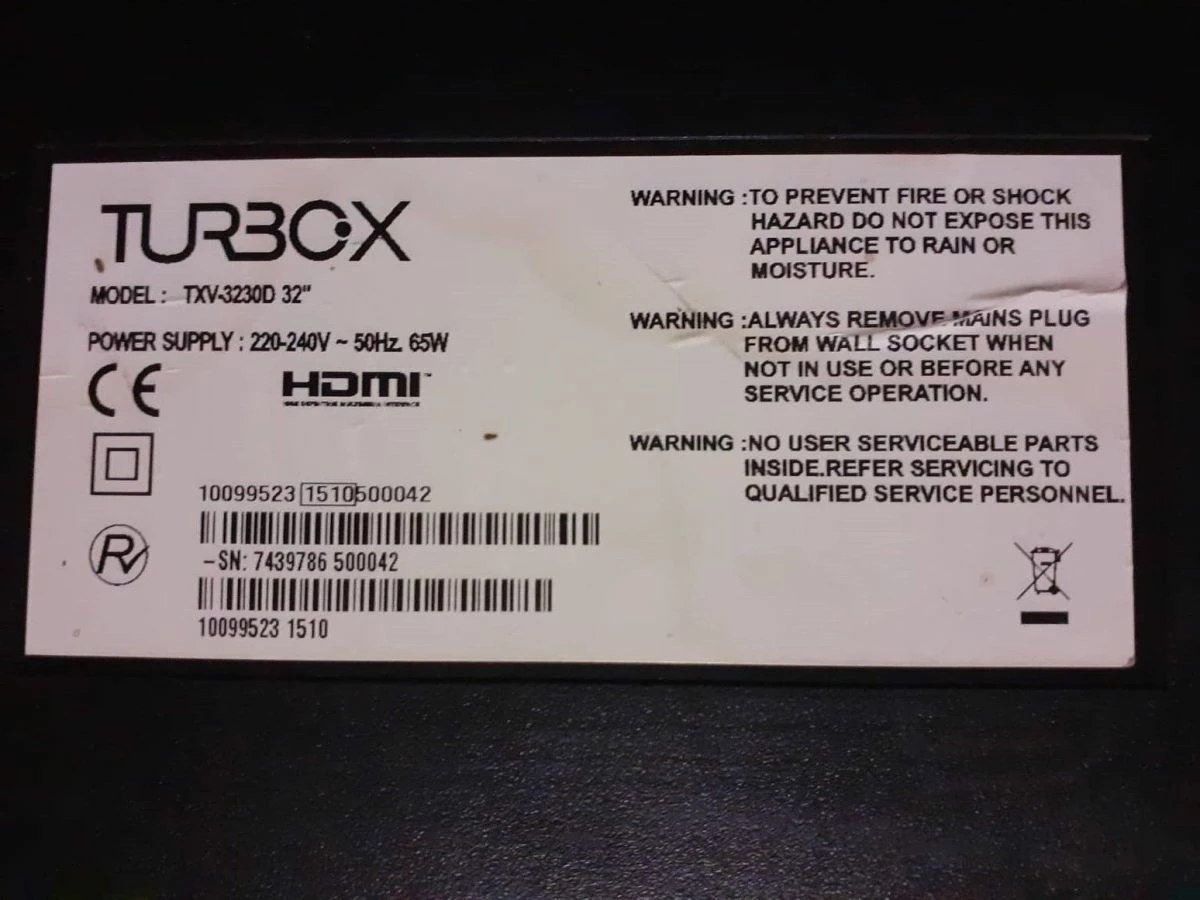 TURBO-X
MODEL : TXV-3230D 32"
POWER SUPPLY : 220-240V ~ 50Hz. 65W
CE
HDMI™
10099523 1510500042
-SN: 7439786 500042
10099523 1510
WARNING :TO PREVENT FIRE OR SHOCK
HAZARD DO NOT EXPOSE THIS
APPLIANCE TO RAIN OR
MOISTURE.
WARNING :ALWAYS REMOVE MAINS PLUG
FROM WALL SOCKET WHEN
NOT IN USE OR BEFORE ANY
SERVICE OPERATION.
WARNING :NO USER SERVICEABLE PARTS
INSIDE.REFER SERVICING TO
QUALIFIED SERVICE PERSONNEL.